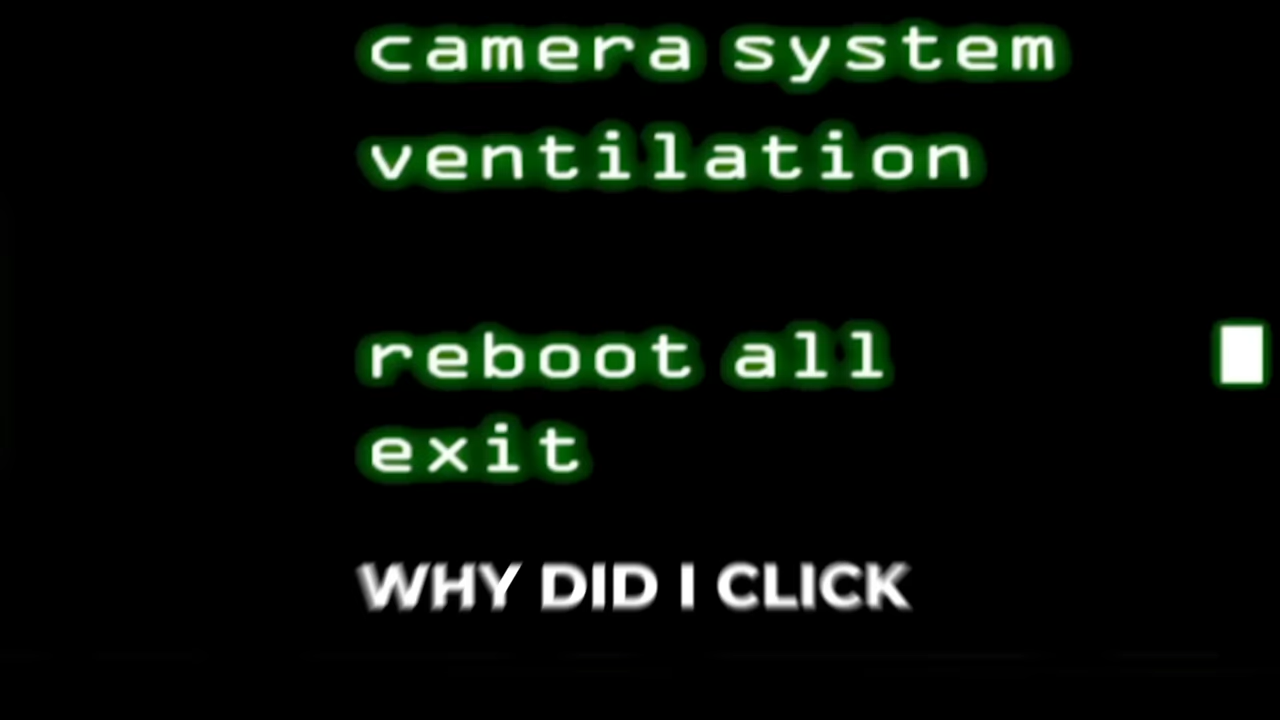 camera system
ventilation
reboot all
exit
WHY DID I CLICK